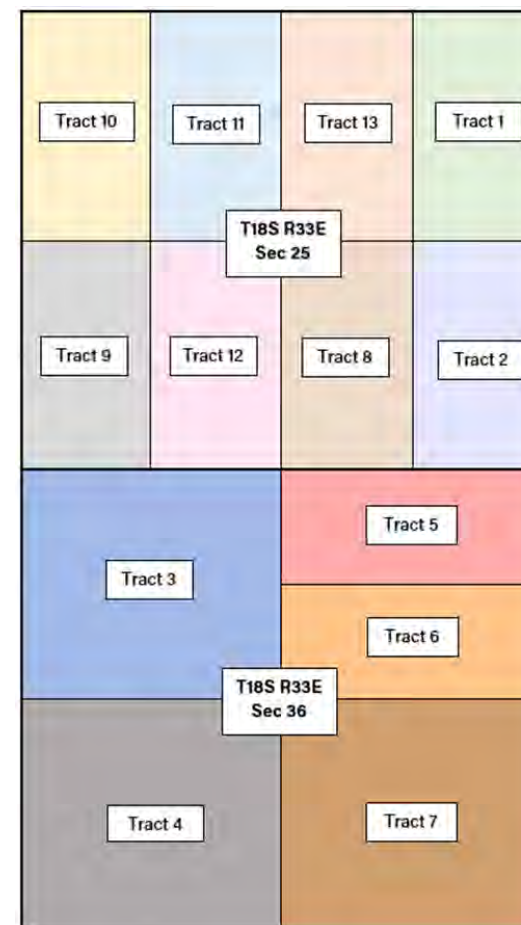 Tract 10
Tract 11
Tract 13
Tract 1
T18S R33E
Sec 25
Tract 9
Tract 12
Tract 8
Tract 2
Tract 5
Tract 3
Tract 6
T18S R33E
Sec 36
Tract 4
Tract 7